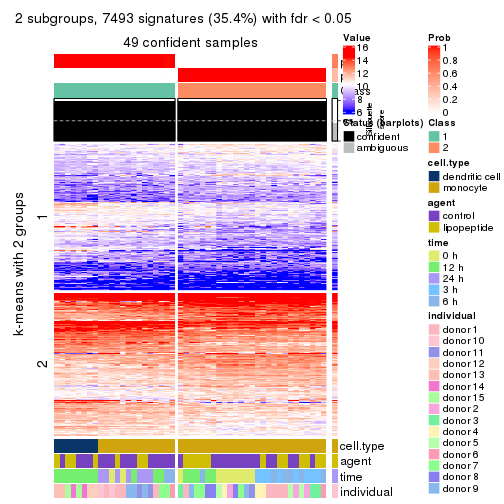 2 subgroups, 7493 signatures (35.4%) with fdr < 0.05
49 confident samples
k-means with 2 groups
1
2
cell.type
agent
time
individual
Value
16
14
12
10
8
6
Prob
1
0.8
0.6
0.4
0.2
0
Status (barplots)
confident
ambiguous
Silhouette
score
Class
1
2
cell.type
dendritic cell
monocyte
agent
control
lipopeptide
time
0 h
12 h
24 h
3 h
6 h
individual
donor 1
donor 10
donor 11
donor 12
donor 13
donor 14
donor 15
donor 2
donor 3
donor 4
donor 5
donor 6
donor 7
donor 8
donor 9